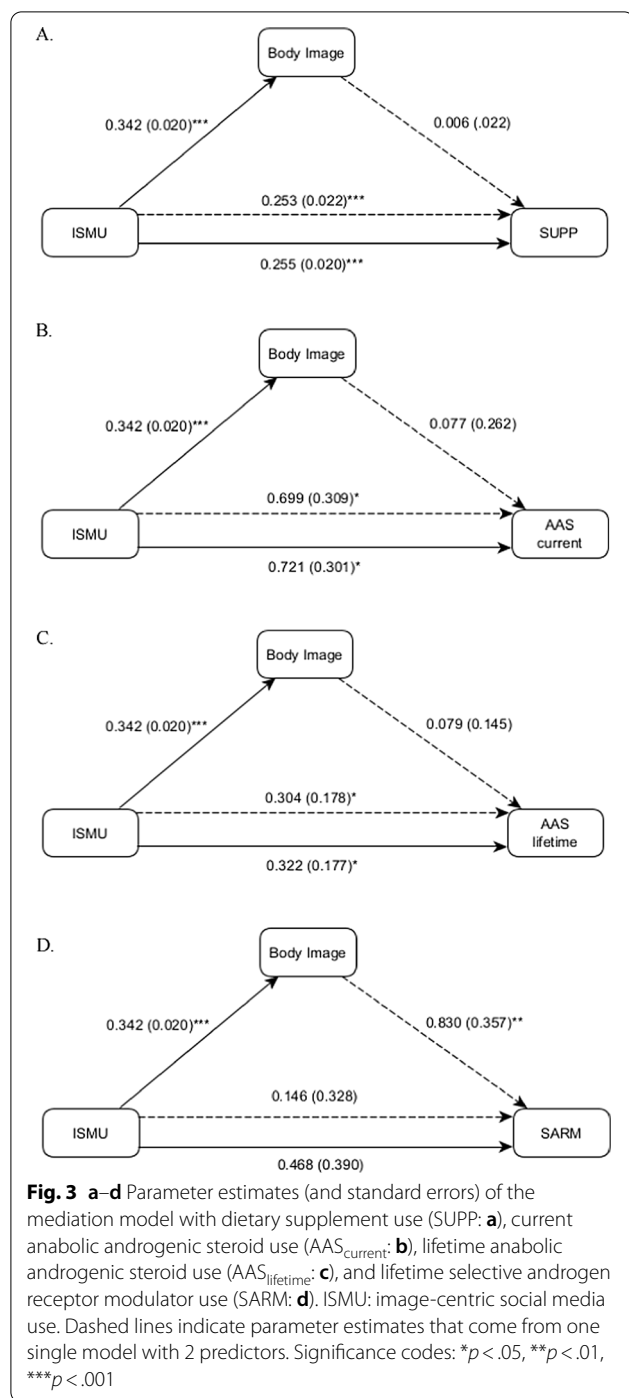 A.
Body Image
0.342 (0.020)***
0.006 (.022)
0.253 (0.022)***
ISMU
SUPP
0.255 (0.020)***
B.
Body Image
0.342 (0.020)***
0.077 (0.262)
0.699 (0.309)*
ISMU
AAS
current
0.721 (0.301)*
C.
Body Image
0.342 (0.020)***
0.079 (0.145)
0.304 (0.178)*
ISMU
AAS
lifetime
0.322 (0.177)*
D.
Body Image
0.342 (0.020)***
0.830 (0.357)**
0.146 (0.328)
ISMU
SARM
0.468 (0.390)
Fig. 3 a–d Parameter estimates (and standard errors) of the
mediation model with dietary supplement use (SUPP: a), current
anabolic androgenic steroid use (AAScurrent: b), lifetime anabolic
androgenic steroid use (AASlifetime: c), and lifetime selective androgen
receptor modulator use (SARM: d). ISMU: image-centric social media
use. Dashed lines indicate parameter estimates that come from one
single model with 2 predictors. Significance codes: *p < .05, **p < .01,
***p < .001